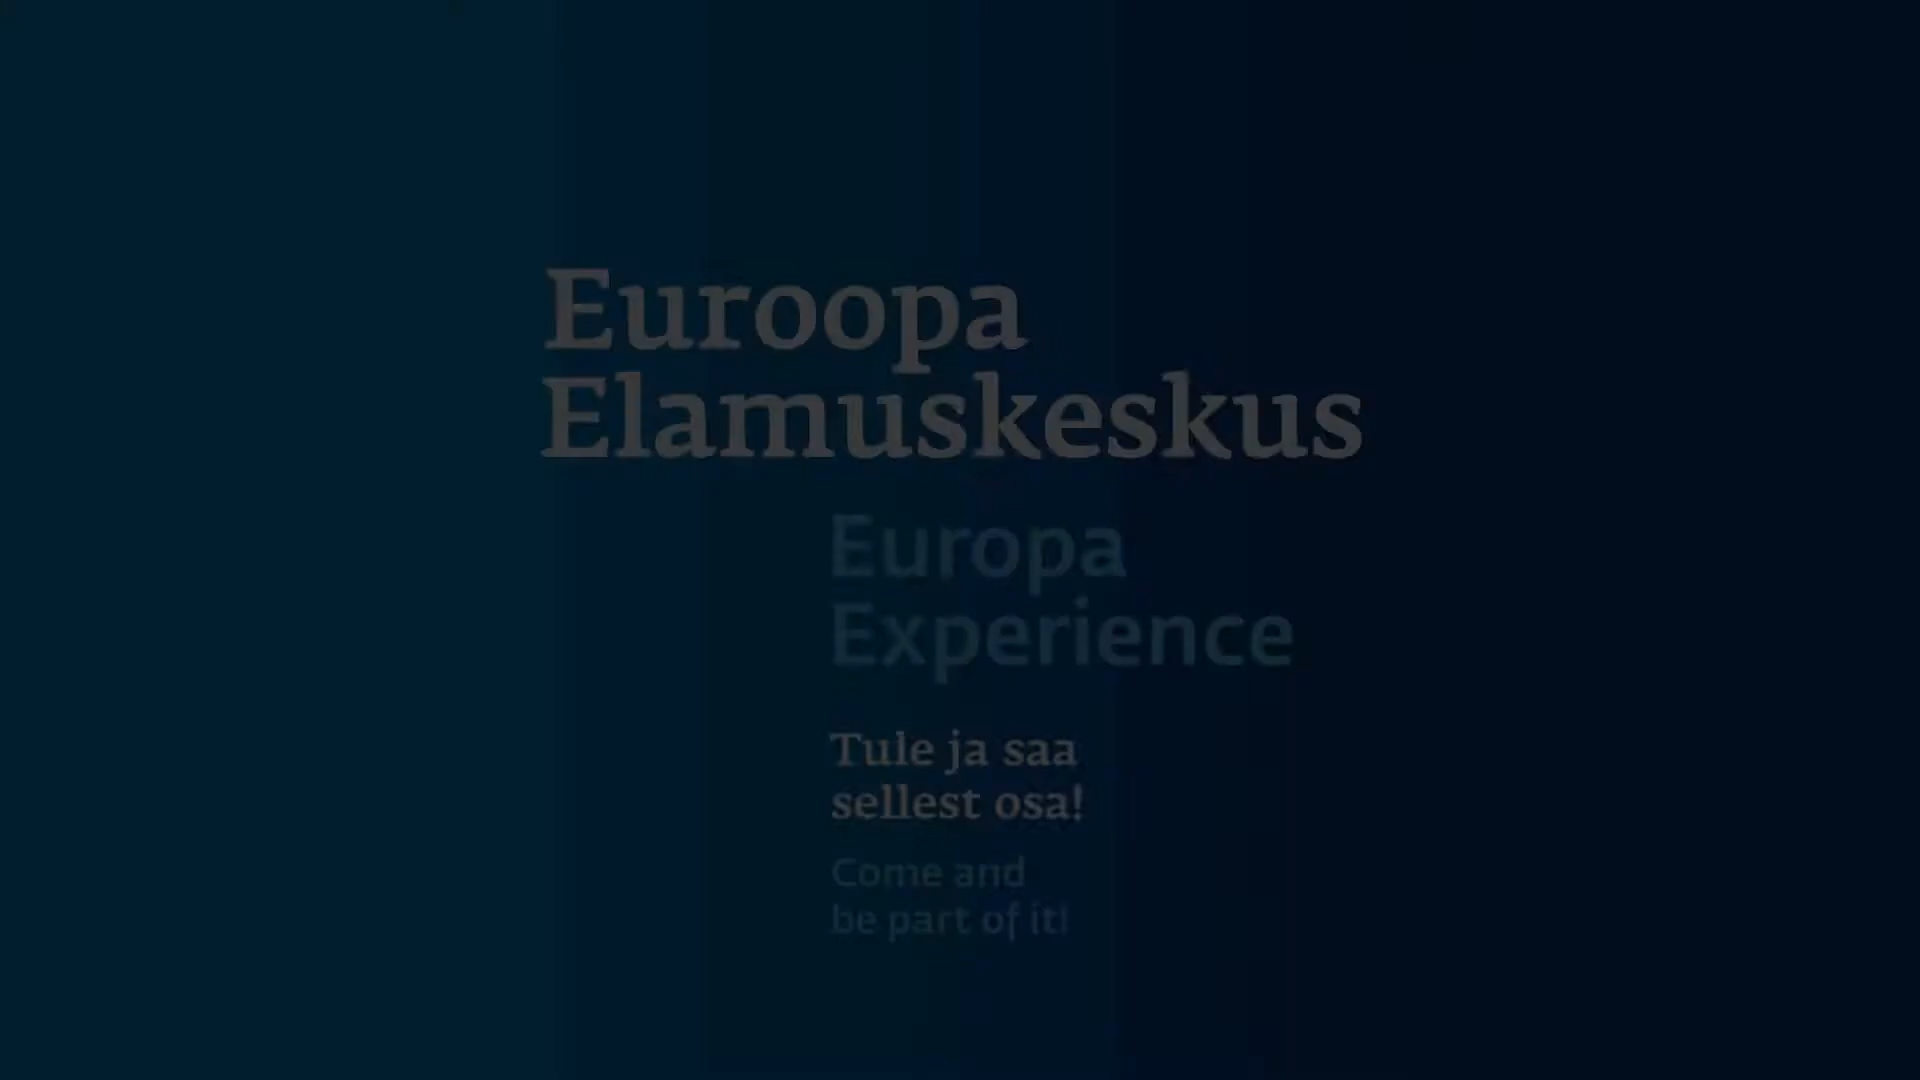 Euroopa
Elamuskeskus
Europa
Experience
Tule ja saa
sellest osa!
Come and
be part of it!